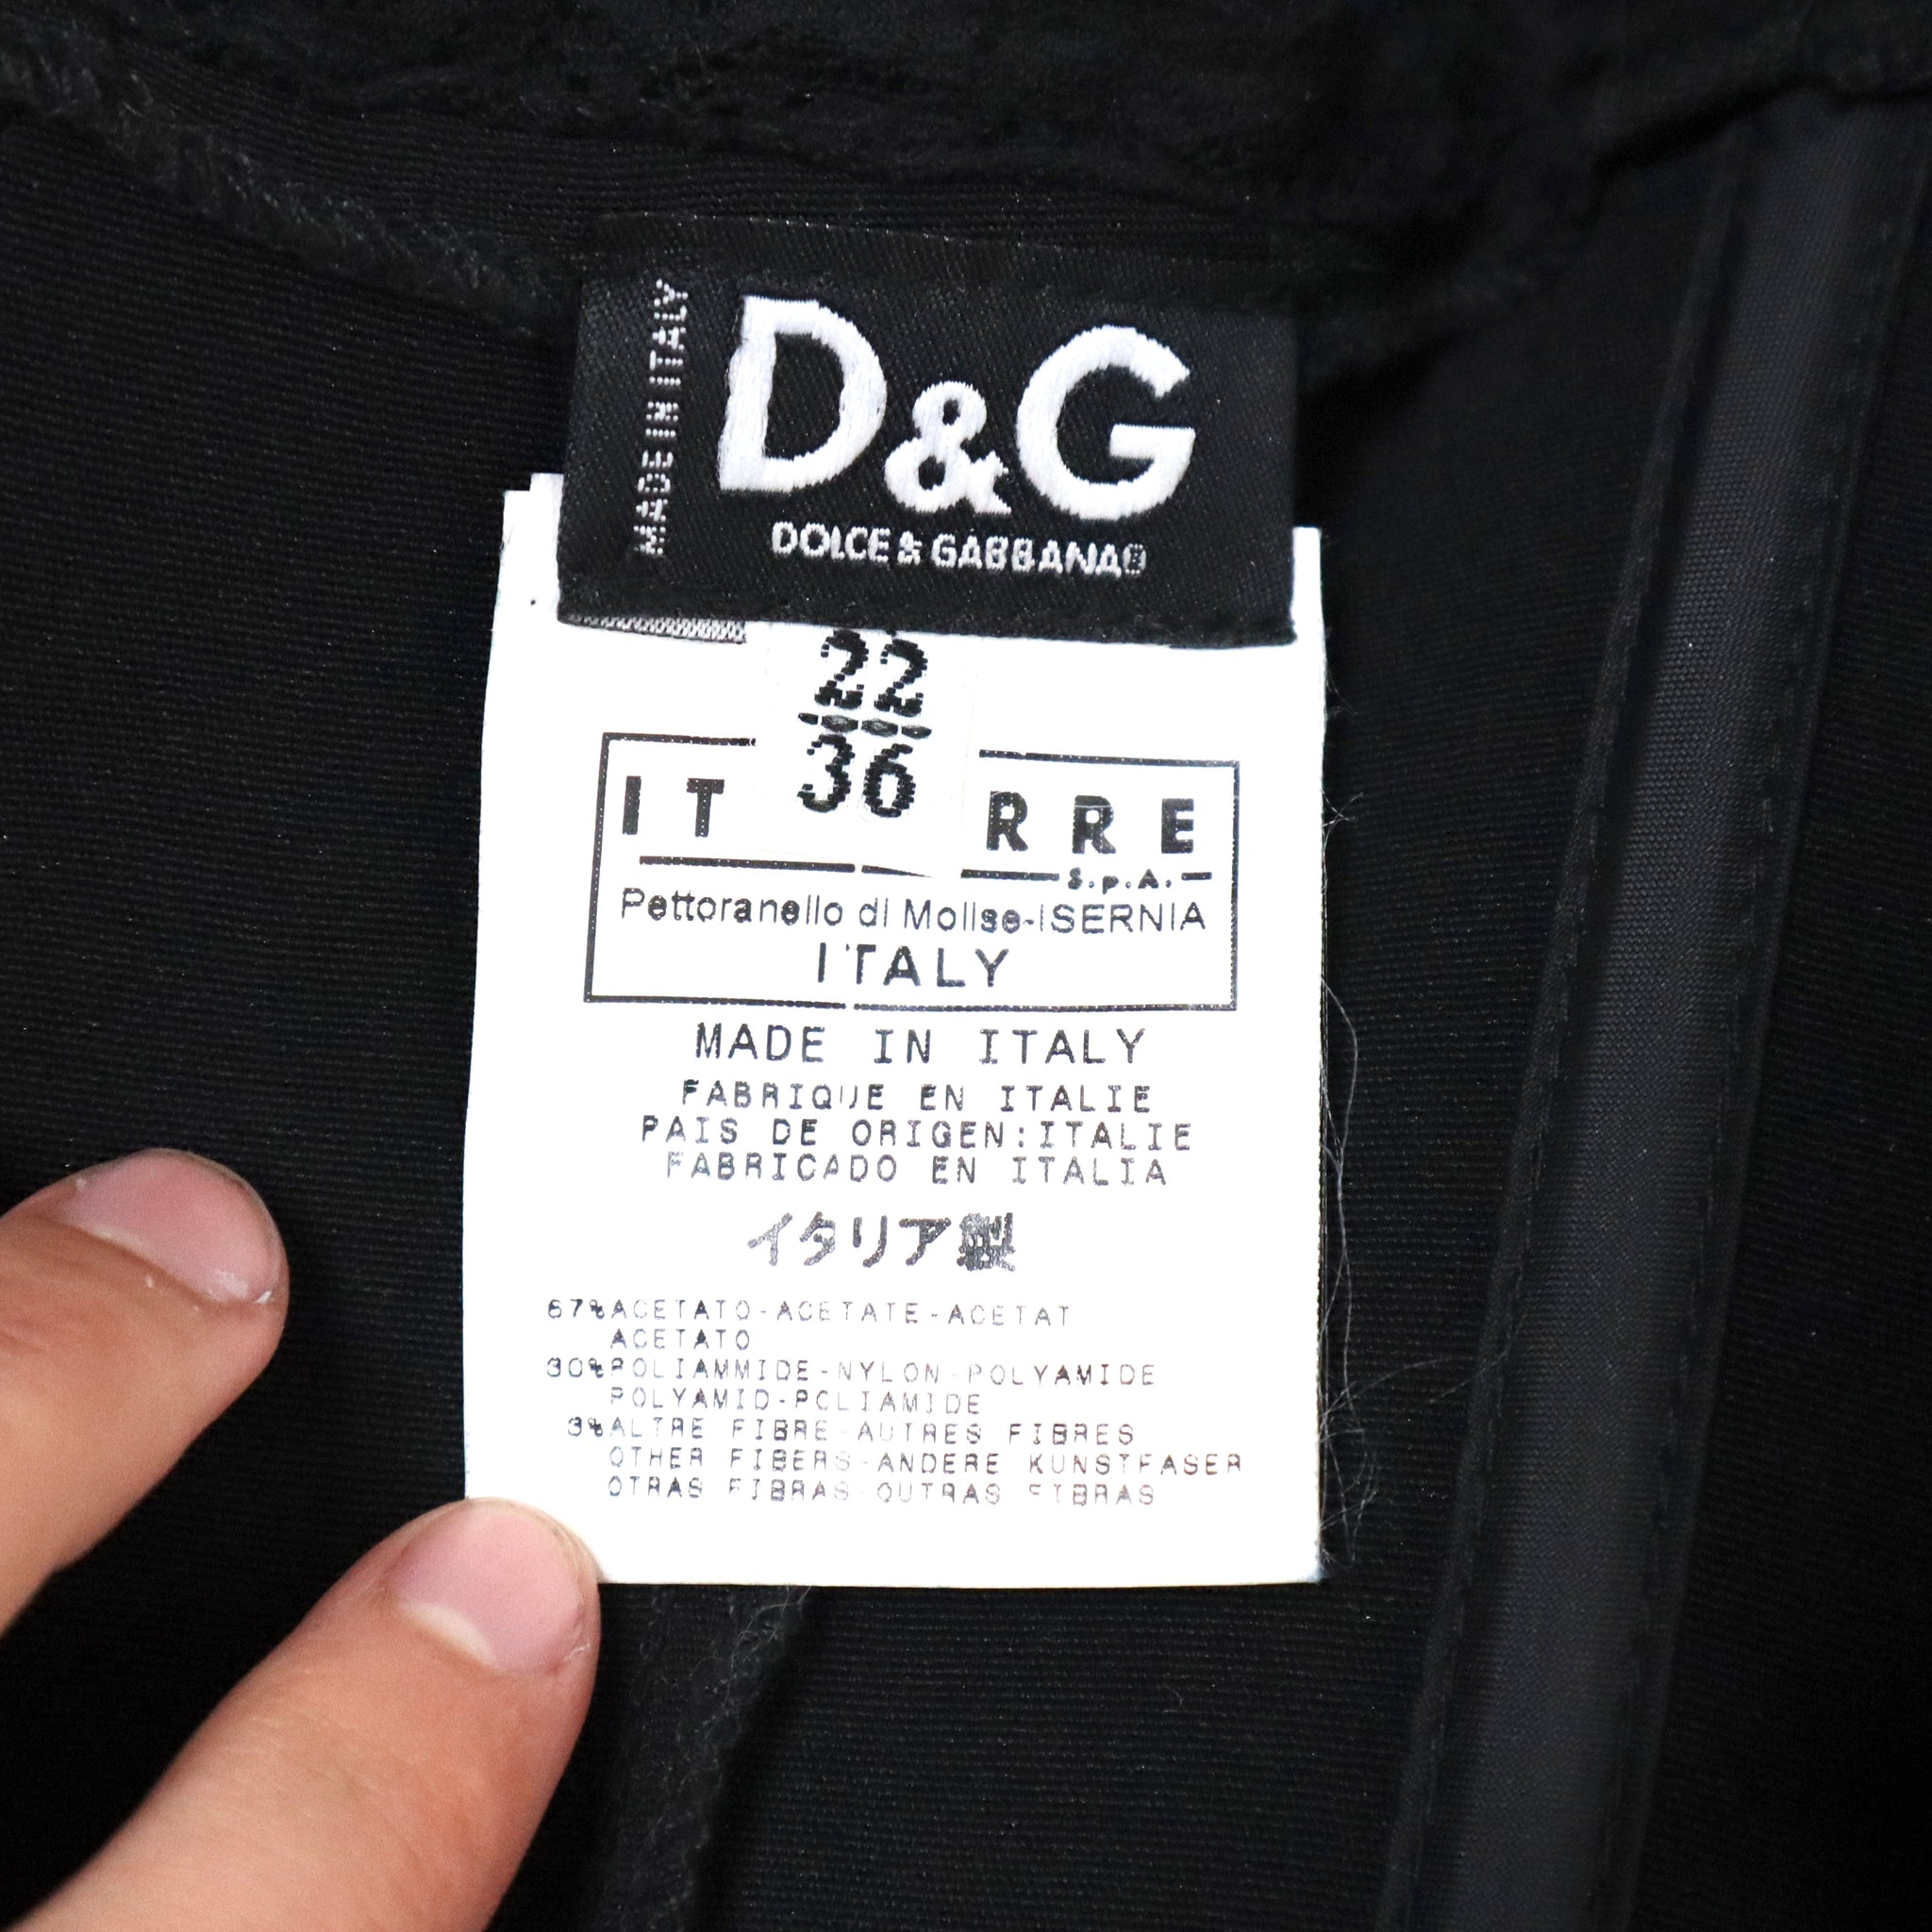 MADE IN ITALY
D&G
DOLCE & GABBANA®
22
36
IT RRE
S.p.A.
Pettoranello di Molise-ISERNIA
ITALY
MADE IN ITALY
FABRIQUE EN ITALIE
PAIS DE ORIGEN:ITALIE
FABRICADO EN ITALIA
イタリア製
67%ACETATO-ACETATE-ACETAT
ACETATO
30%POLIAMMIDE-NYLON-POLYAMIDE
POLYAMID-POLIAMIDE
3%ALTRE FIBRE-AUTRES FIBRES
OTHER FIBERS-ANDERE KUNSTFASER
OTRAS FIBRAS-OUTRAS FIBRAS